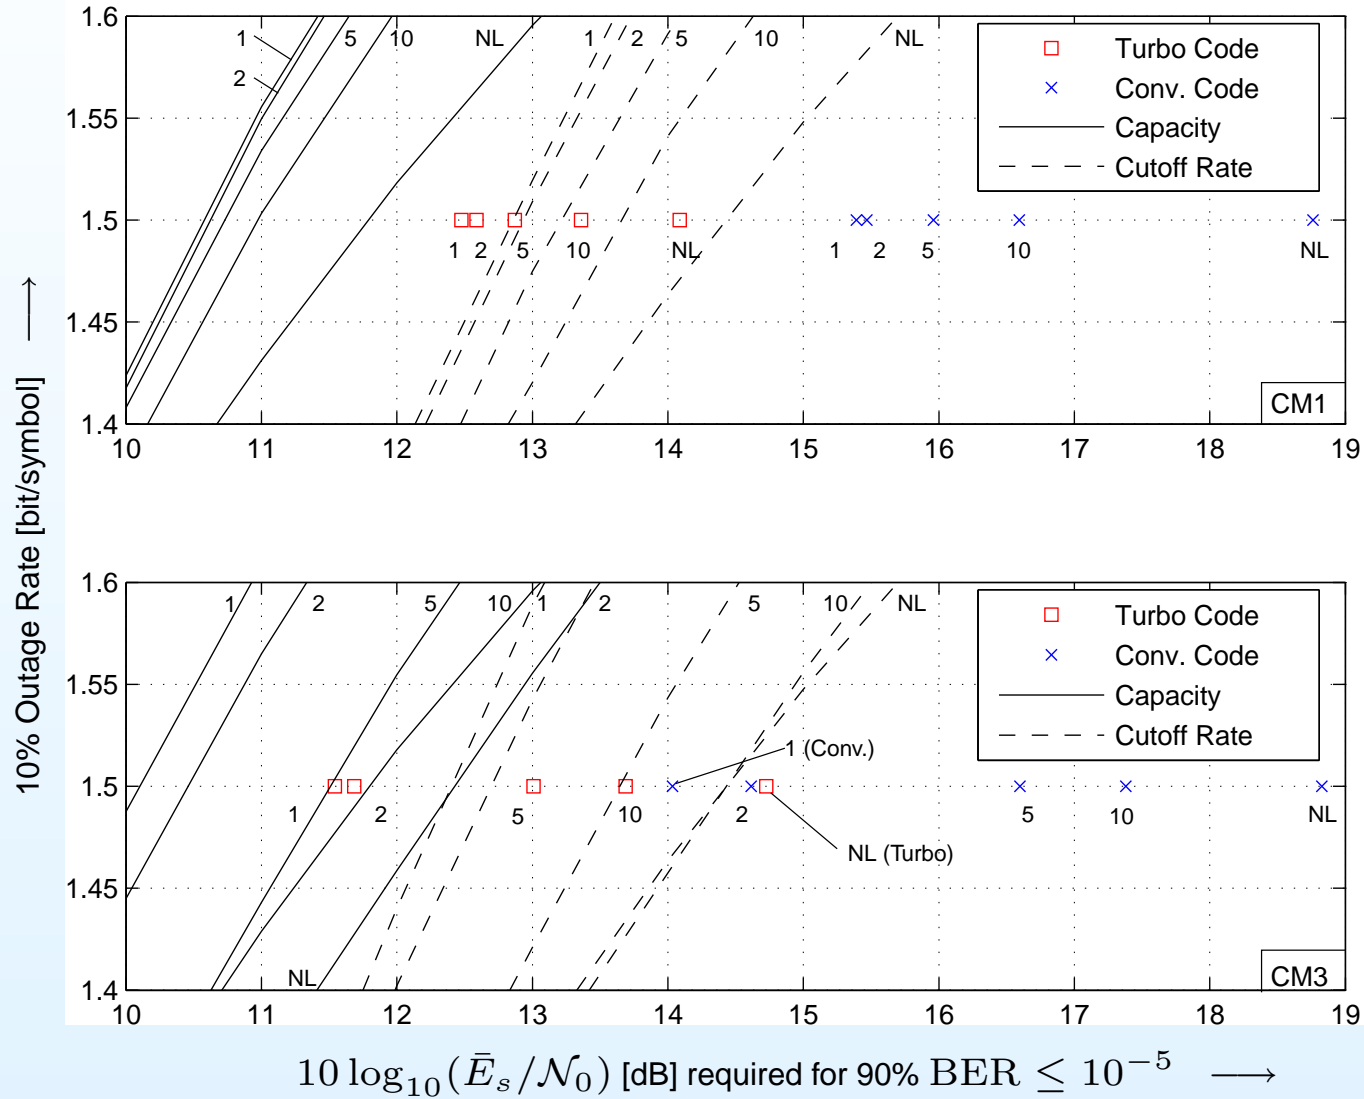 1.6
1.55
1.5
1.45
1.4
10 11 12 13 14 15 16 17 18 19
1 2 5 10 NL 1 2 5 10 NL
1 2 5 10 NL 1 2 5 10 NL
Turbo Code
Conv. Code
Capacity
Cutoff Rate
CM1
10% Outage Rate [bit/symbol] ⟶
1.6
1.55
1.5
1.45
1.4
10 11 12 13 14 15 16 17 18 19
1 2 5 10 1 2 5 10 NL
1 (Conv.)
1 2 5 10 2 5 10 NL
NL (Turbo)
NL
Turbo Code
Conv. Code
Capacity
Cutoff Rate
CM3
10 log₁₀(Ēₛ/𝒩₀) [dB] required for 90% BER ≤ 10⁻⁵ ⟶